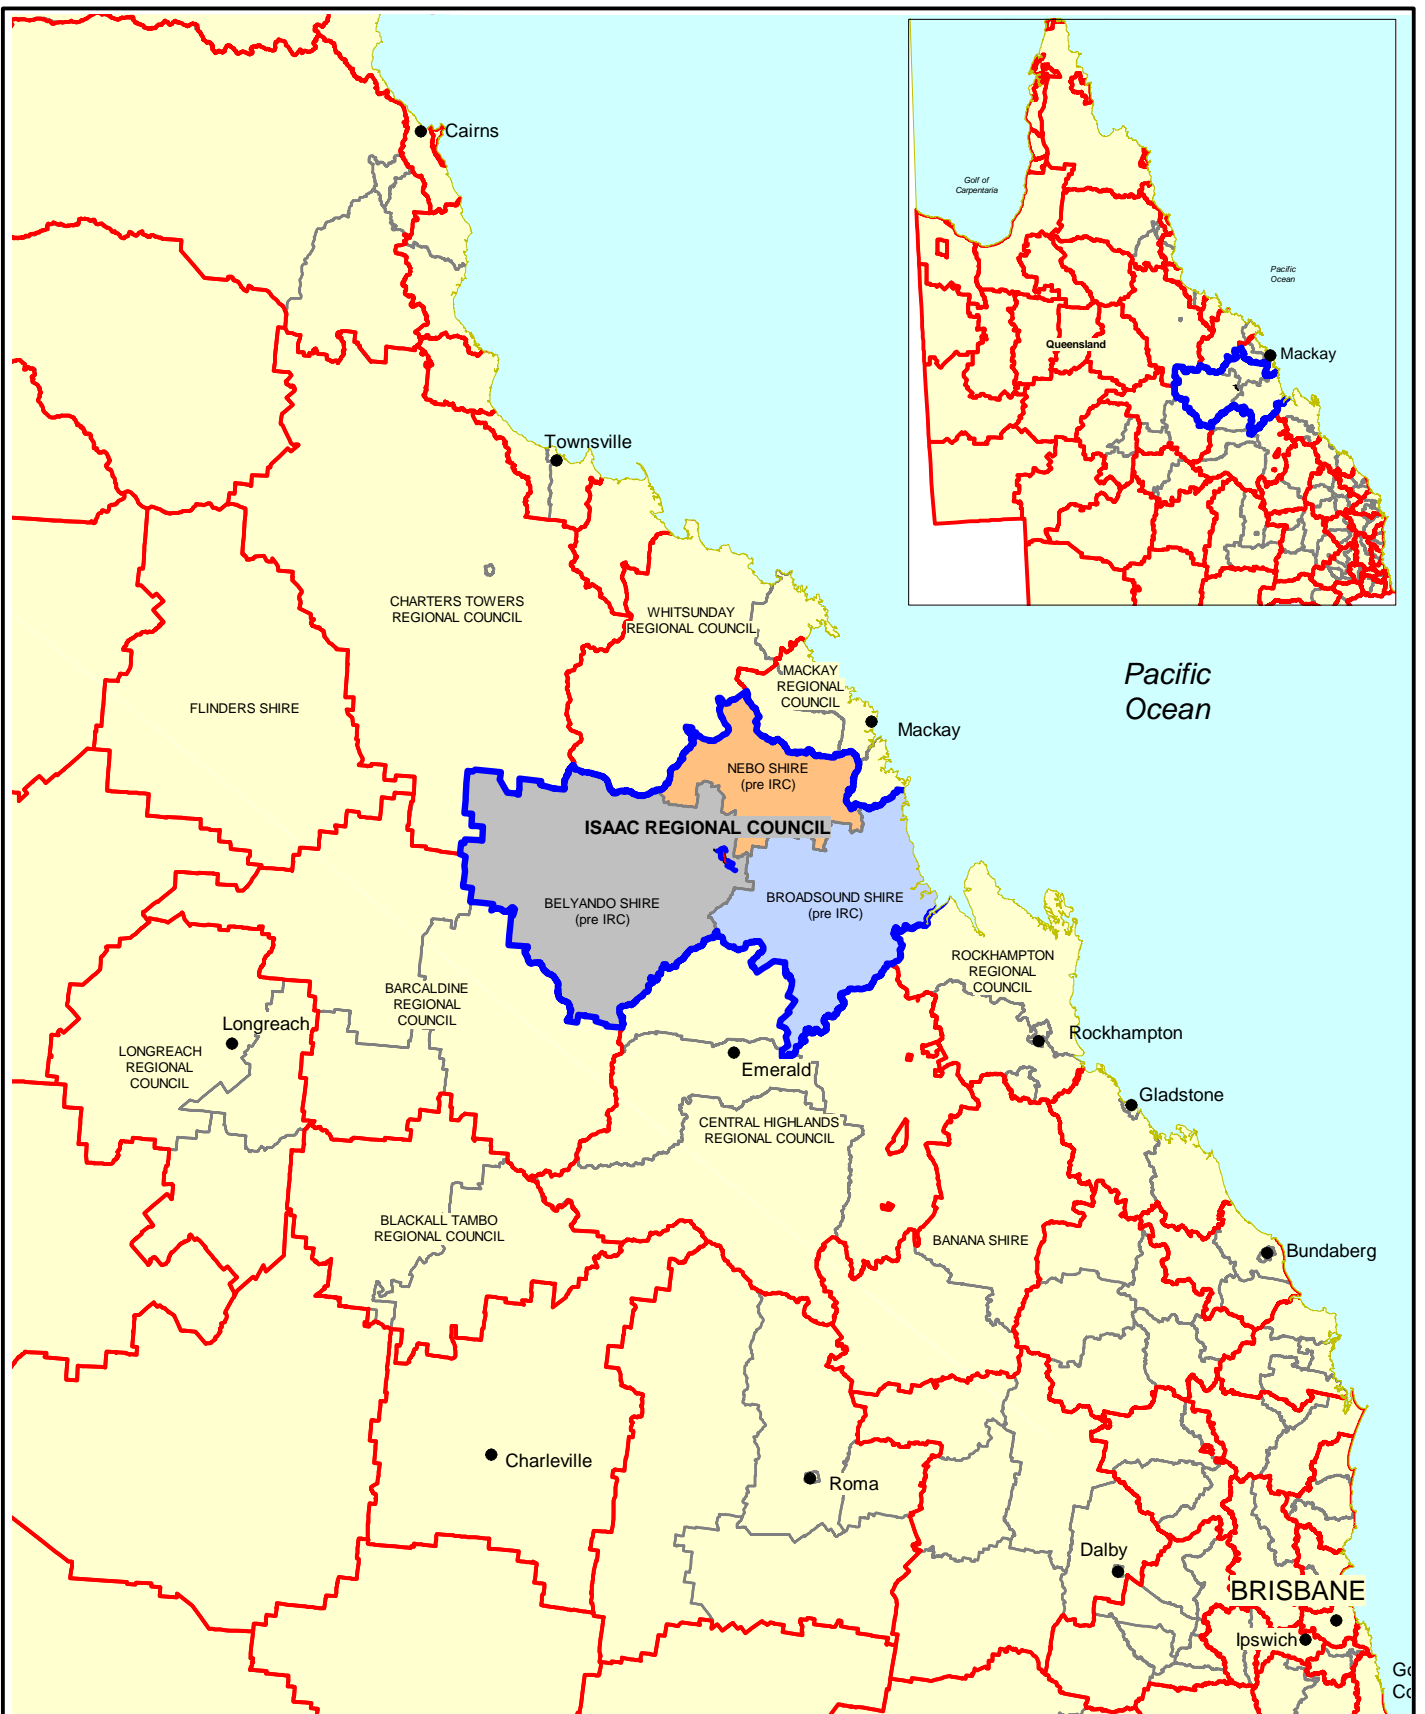 Cairns
Golf of
Carpentaria
Pacific
Ocean
Queensland
Mackay
Townsville
CHARTERS TOWERS
REGIONAL COUNCIL
WHITSUNDAY
REGIONAL COUNCIL
MACKAY
REGIONAL
COUNCIL
Pacific
Ocean
FLINDERS SHIRE
Mackay
NEBO SHIRE
(pre IRC)
ISAAC REGIONAL COUNCIL
BELYANDO SHIRE
(pre IRC)
BROADSOUND SHIRE
(pre IRC)
ROCKHAMPTON
REGIONAL
COUNCIL
BARCALDINE
REGIONAL
COUNCIL
Longreach
LONGREACH
REGIONAL
COUNCIL
Rockhampton
Emerald
Gladstone
CENTRAL HIGHLANDS
REGIONAL COUNCIL
BLACKALL TAMBO
REGIONAL COUNCIL
BANANA SHIRE
Bundaberg
Charleville
Roma
Dalby
BRISBANE
Ipswich